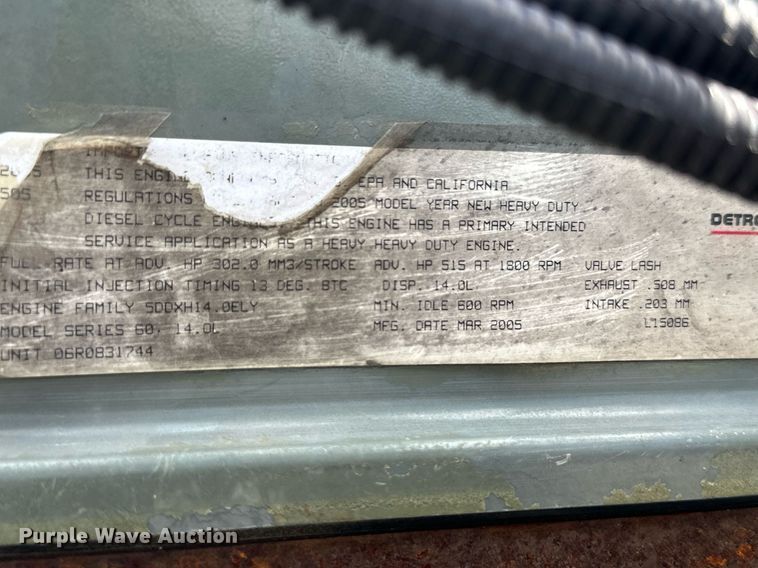 THIS ENGINE EPA AND CALIFORNIA
505 REGULATIONS 2005 MODEL YEAR NEW HEAVY DUTY
DIESEL CYCLE THIS ENGINE HAS A PRIMARY INTENDED
SERVICE APPLICATION AS A HEAVY HEAVY DUTY ENGINE.
DETRO
FULL RATE AT ADV. HP 302.0 MM3/STROKE ADV. HP 515 AT 1800 RPM VALVE LASH
INITIAL INJECTION TIMING 13 DEG. BTC DISP. 14.0L. EXHAUST .508 MM
ENGINE FAMILY 5DDXH14.0ELY MIN. IDLE 600 RPM INTAKE .203 MM
MODEL SERIES 60, 14.0L MFG. DATE MAR 2005 L15086
UNIT 06R0831744
Purple Wave Auction